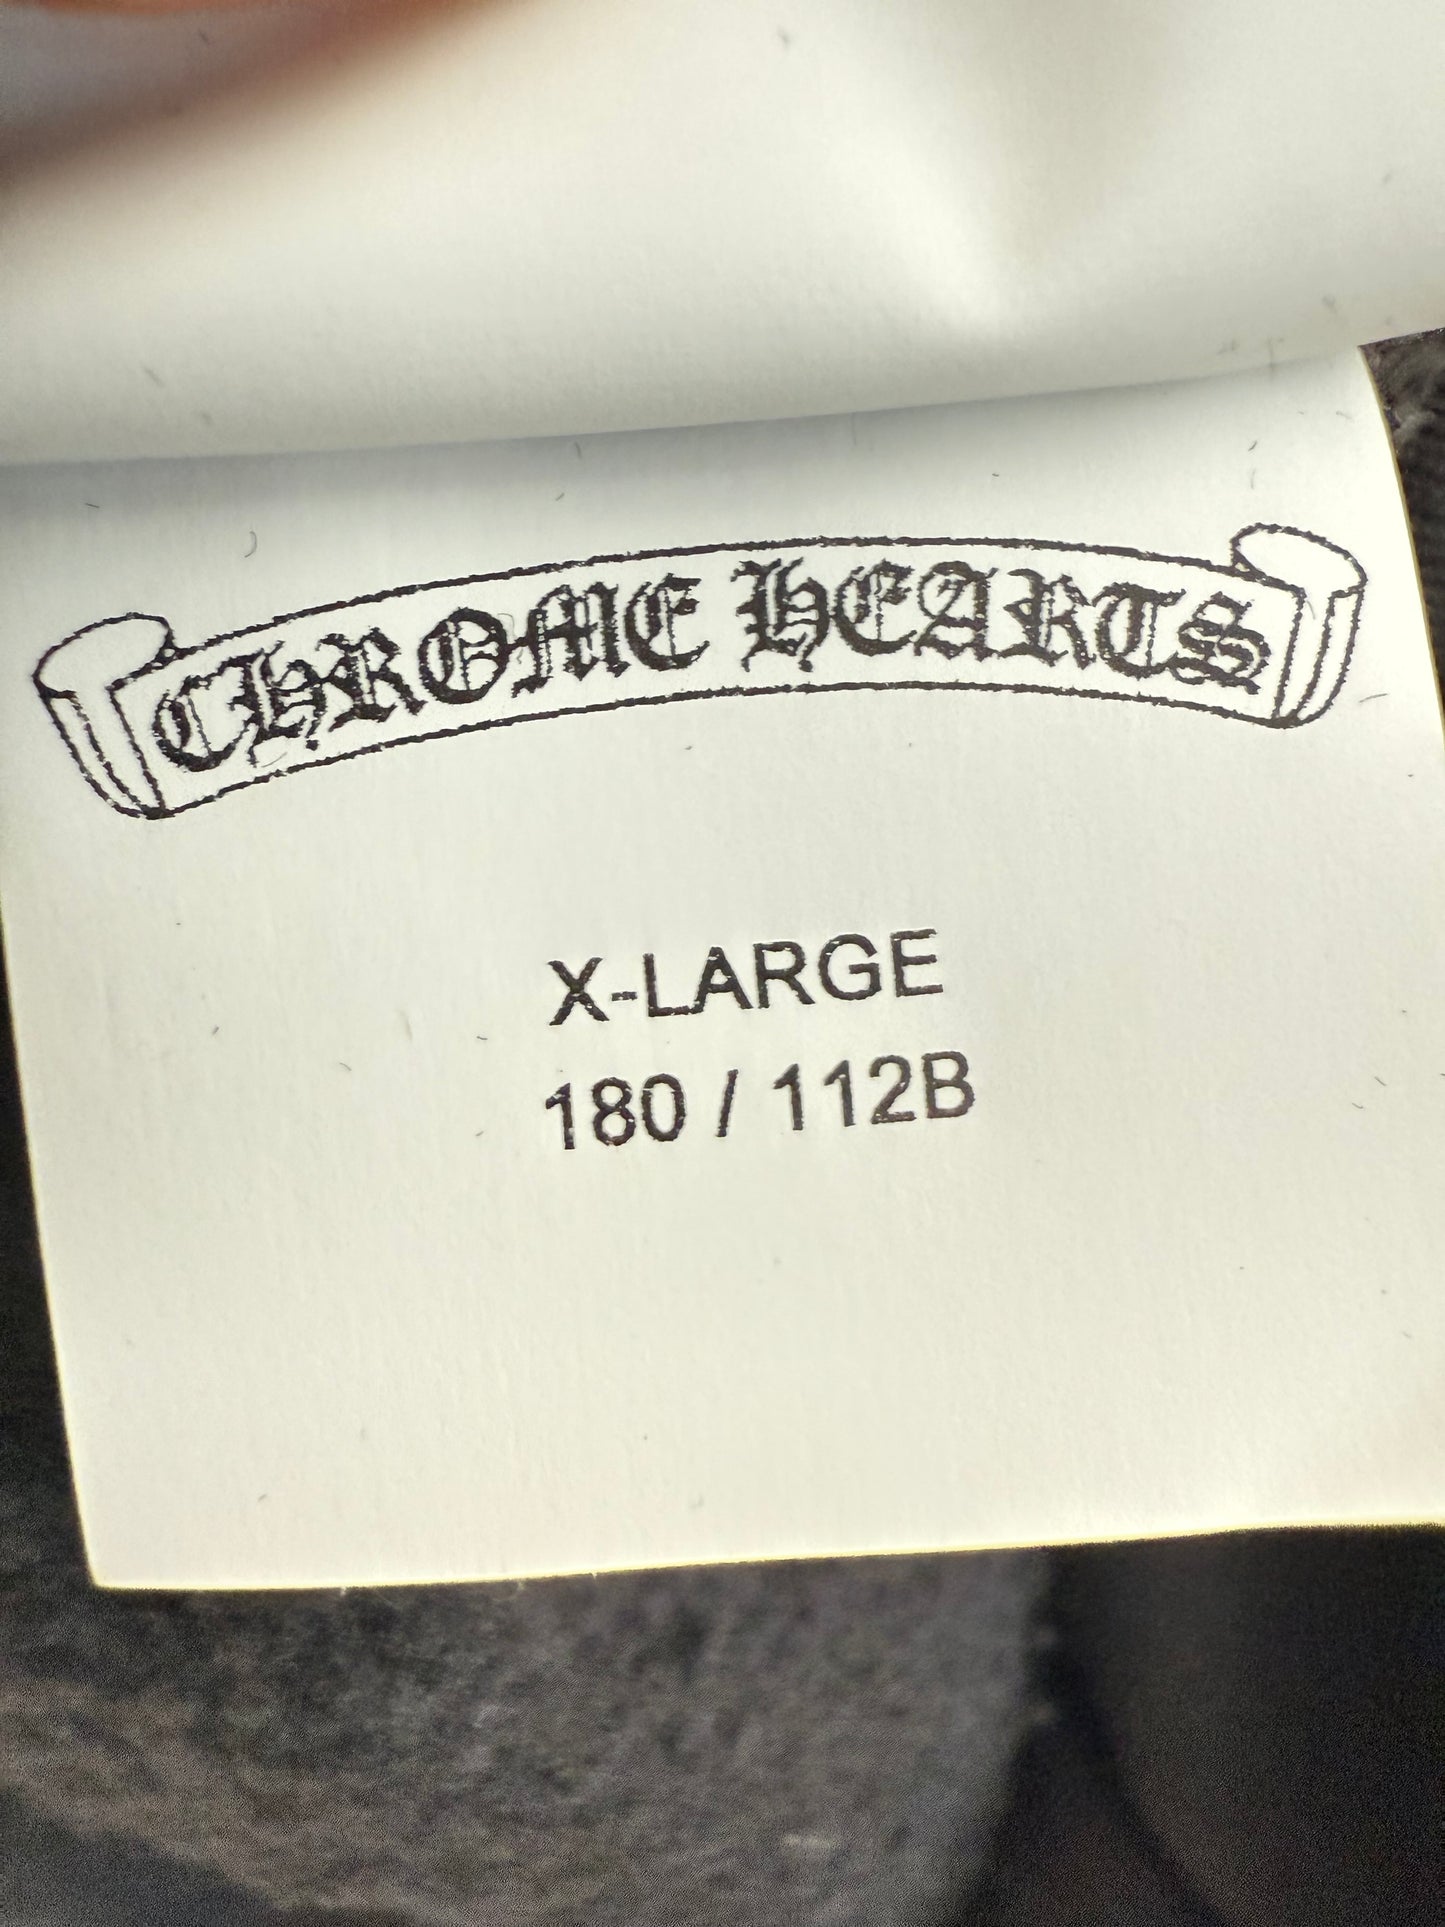 CHROME HEARTS
X-LARGE
180 / 112B